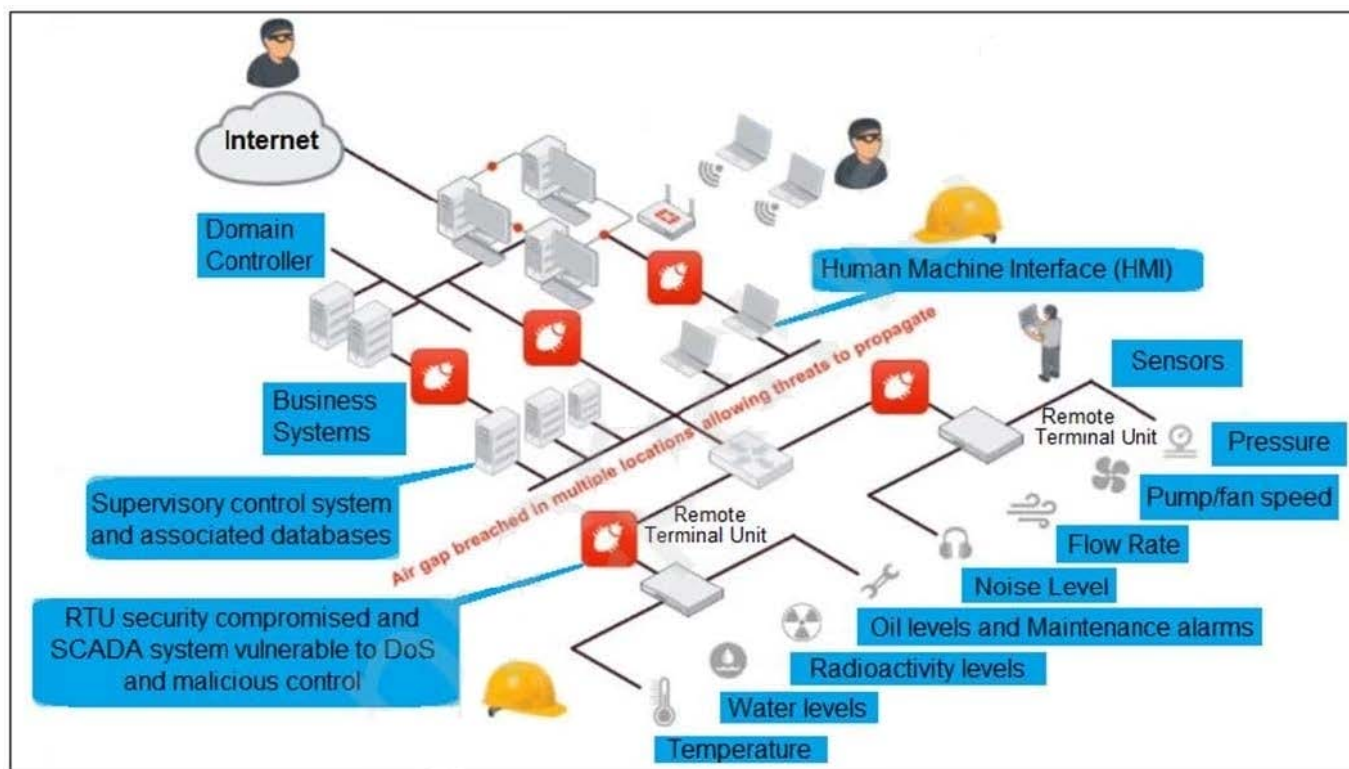 Internet
Domain
Controller
Human Machine Interface (HMI)
Sensors
Business
Systems
Air gap breached in multiple locations allowing threats to propagate
Remote
Terminal Unit
Pressure
Pump/fan speed
Supervisory control system
and associated databases
Remote
Terminal Unit
Flow Rate
Noise Level
RTU security compromised and
SCADA system vulnerable to DoS
and malicious control
Oil levels and Maintenance alarms
Radioactivity levels
Water levels
Temperature